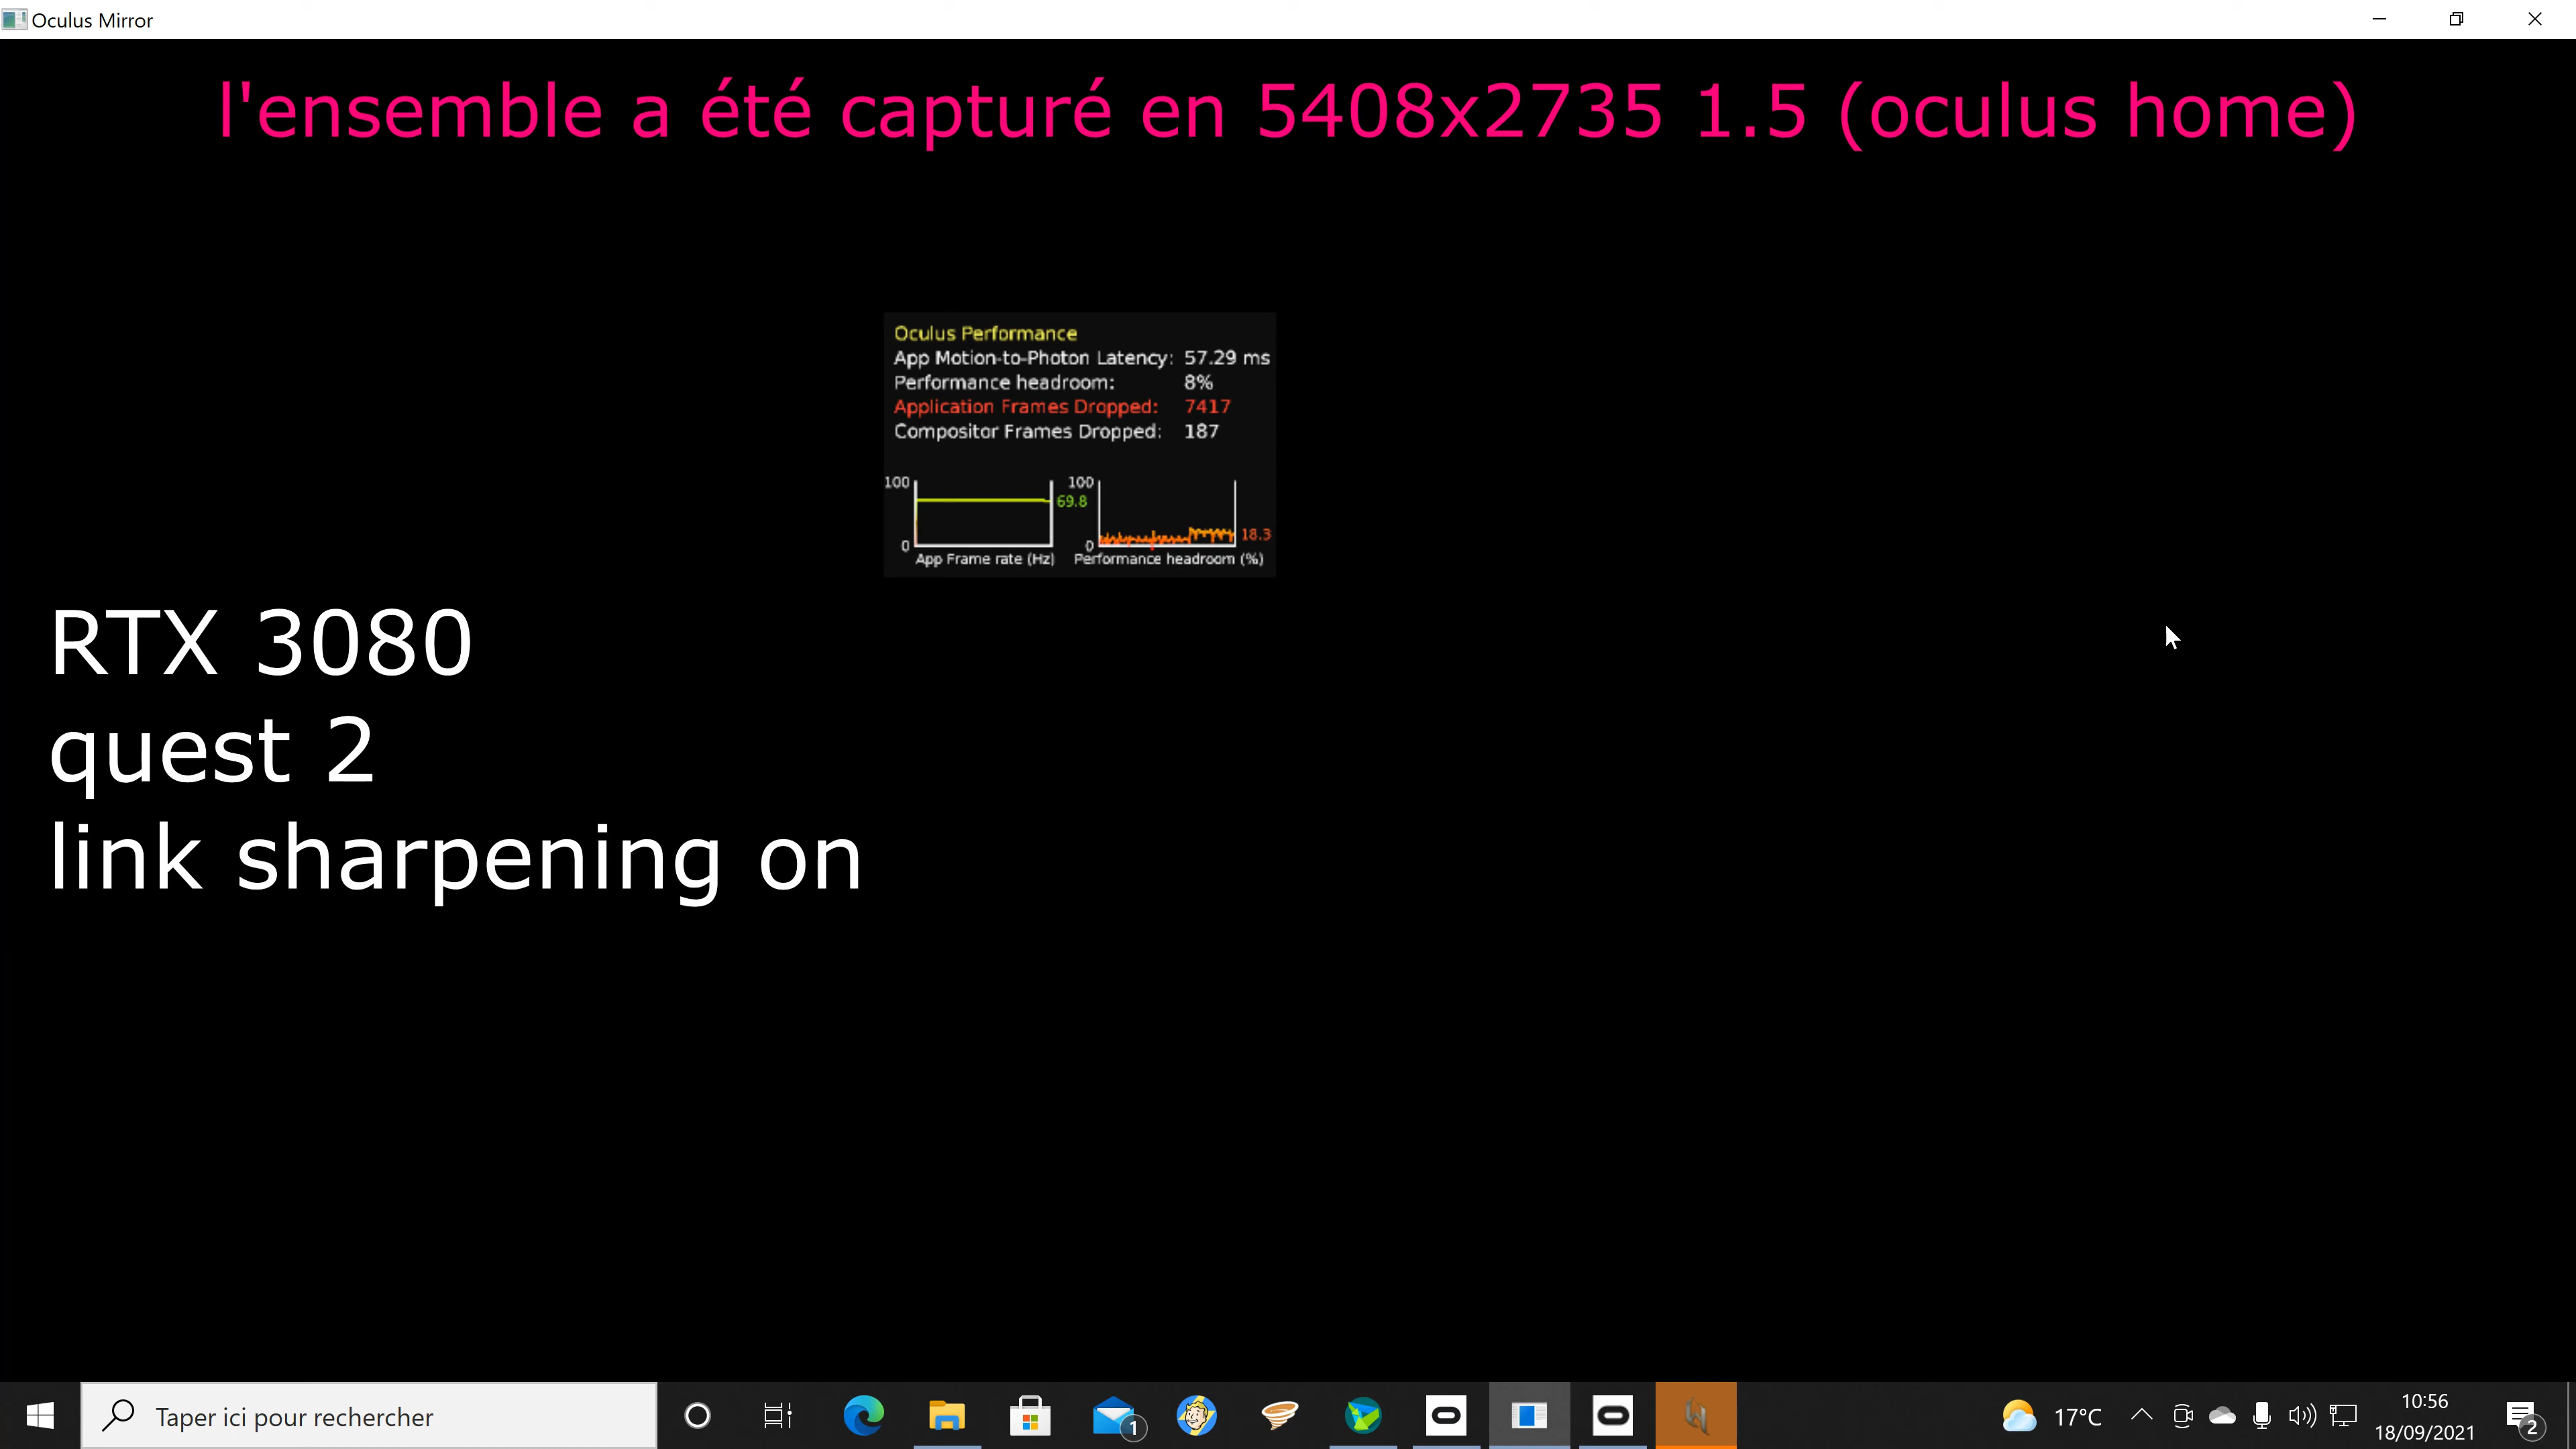 Oculus Mirror
l'ensemble a été capturé en 5408x2735 1.5 (oculus home)
Oculus Performance
App Motion-to-Photon Latency: 57.29 ms
Performance headroom: 8%
Application Frames Dropped: 7417
Compositor Frames Dropped: 187
100
69.8
0
App Frame rate (Hz)
100
18.3
0
Performance headroom (%)
RTX 3080
quest 2
link sharpening on
Taper ici pour rechercher
1
17°C
10:56
18/09/2021
2